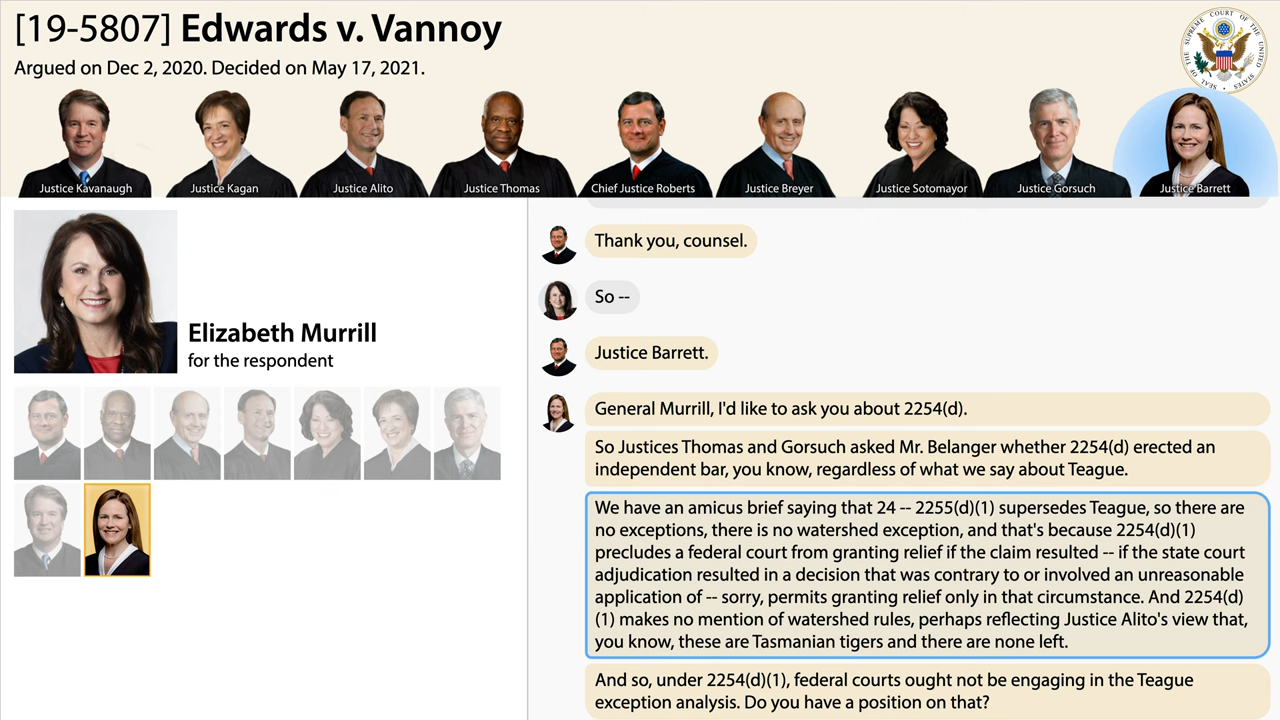 [19-5807] Edwards v. Vannoy
Argued on Dec 2, 2020. Decided on May 17, 2021.
SUPREME COURT OF THE UNITED STATES
SEAL OF THE
Justice Kavanaugh
Justice Kagan
Justice Alito
Justice Thomas
Chief Justice Roberts
Justice Breyer
Justice Sotomayor
Justice Gorsuch
Justice Barrett
Elizabeth Murrill
for the respondent
Thank you, counsel.
So --
Justice Barrett.
General Murrill, I'd like to ask you about 2254(d).
So Justices Thomas and Gorsuch asked Mr. Belanger whether 2254(d) erected an
independent bar, you know, regardless of what we say about Teague.
We have an amicus brief saying that 24 -- 2255(d)(1) supersedes Teague, so there are
no exceptions, there is no watershed exception, and that's because 2254(d)(1)
precludes a federal court from granting relief if the claim resulted -- if the state court
adjudication resulted in a decision that was contrary to or involved an unreasonable
application of -- sorry, permits granting relief only in that circumstance. And 2254(d)
(1) makes no mention of watershed rules, perhaps reflecting Justice Alito's view that,
you know, these are Tasmanian tigers and there are none left.
And so, under 2254(d)(1), federal courts ought not be engaging in the Teague
exception analysis. Do you have a position on that?